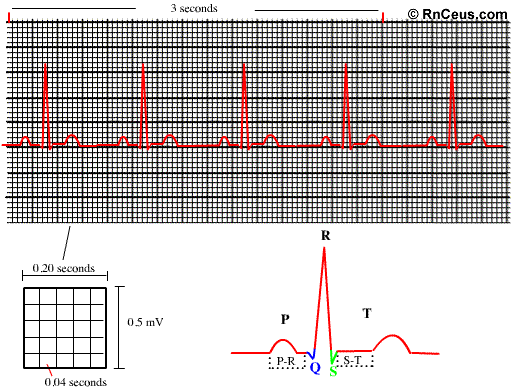 3 seconds
© RnCeus.com
0.20 seconds
0.5 mV
0.04 seconds
R
P
T
P-R
S-T
Q
S